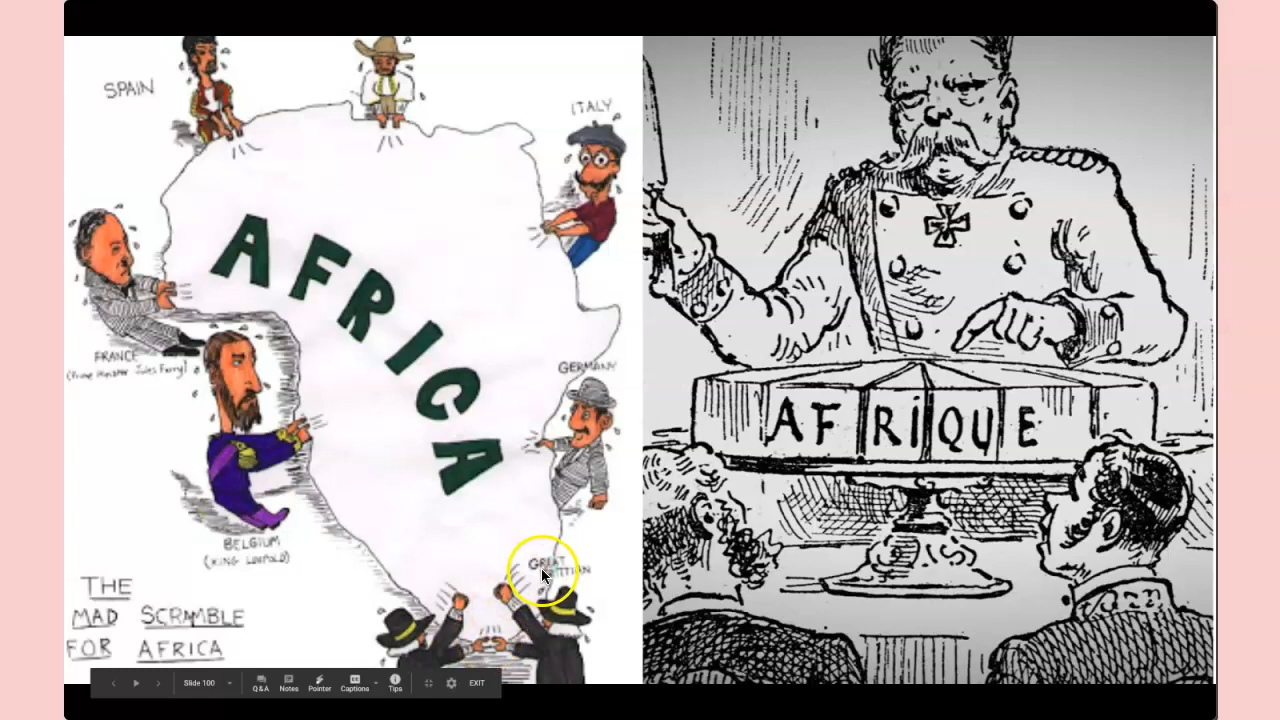 SPAIN
ITALY
AFRICA
FRANCE
(Prime Minister Jules Ferry)
GERMANY
BELGIUM
(KING LEOPOLD)
GREAT
THE
MAD SCRAMBLE
FOR AFRICA
AFRIQUE
Slide 100
Q&A
Notes
Pointer
Captions
Tips
EXIT